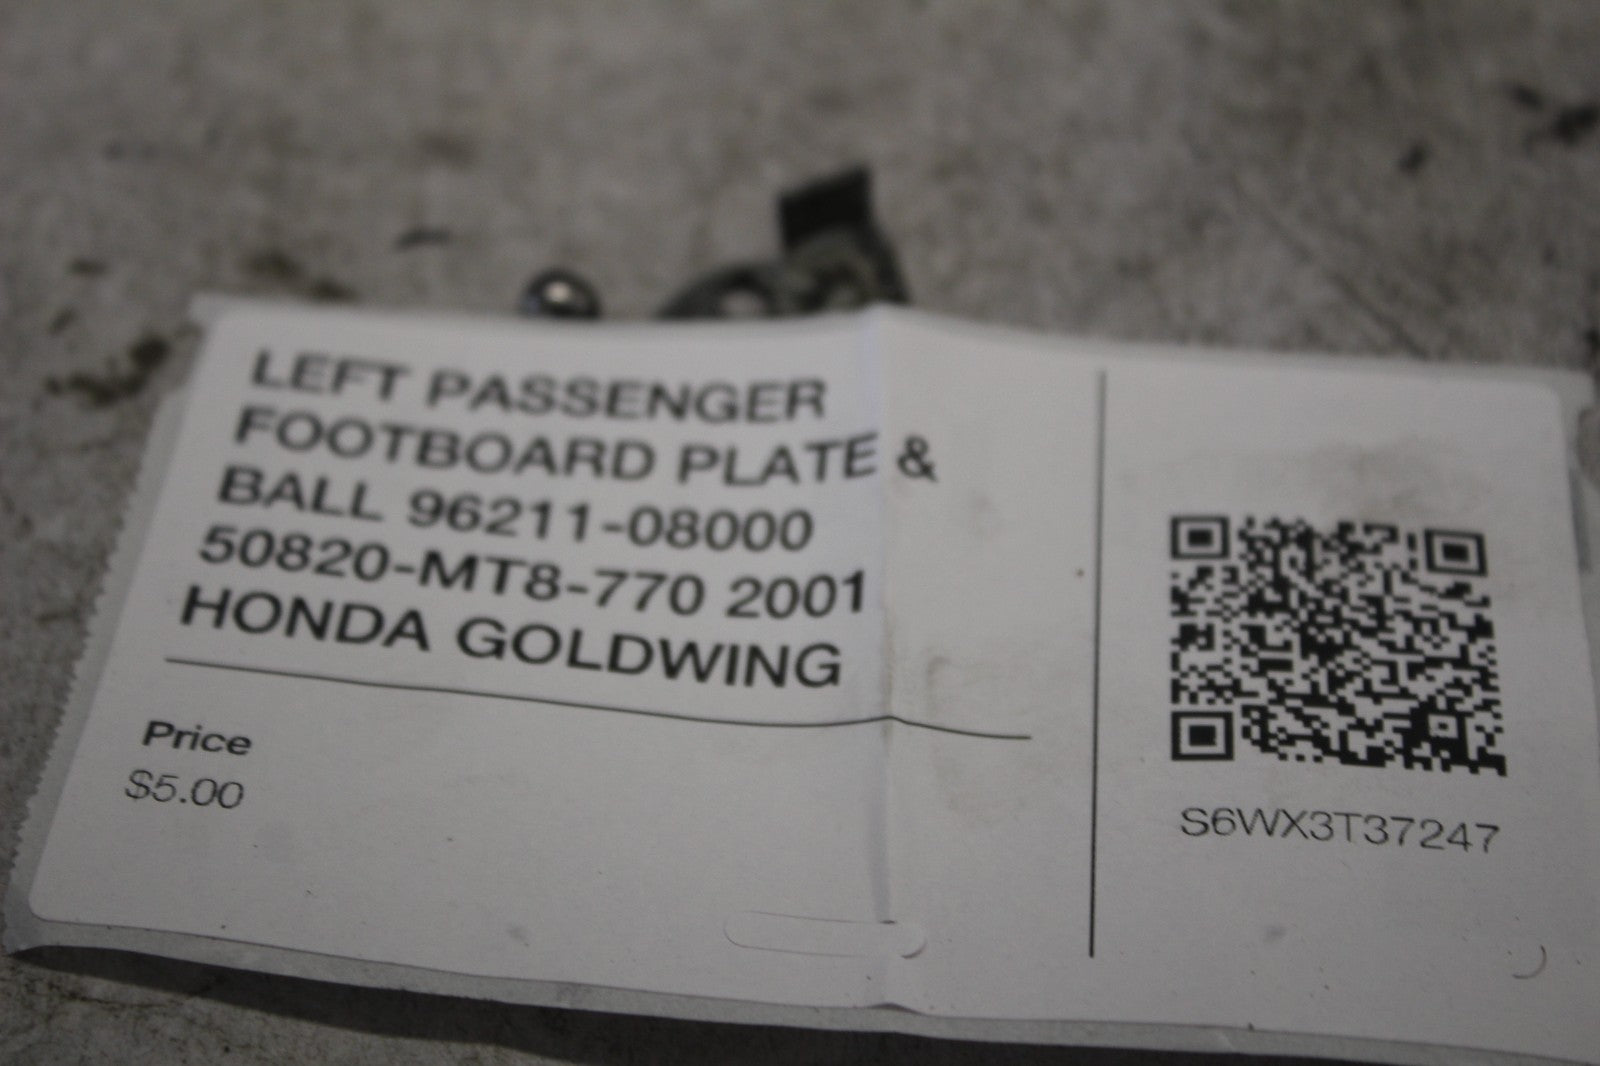 LEFT PASSENGER
FOOTBOARD PLATE &
BALL 96211-08000
50820-MT8-770 2001
HONDA GOLDWING
Price
$5.00
S6WX3T37247